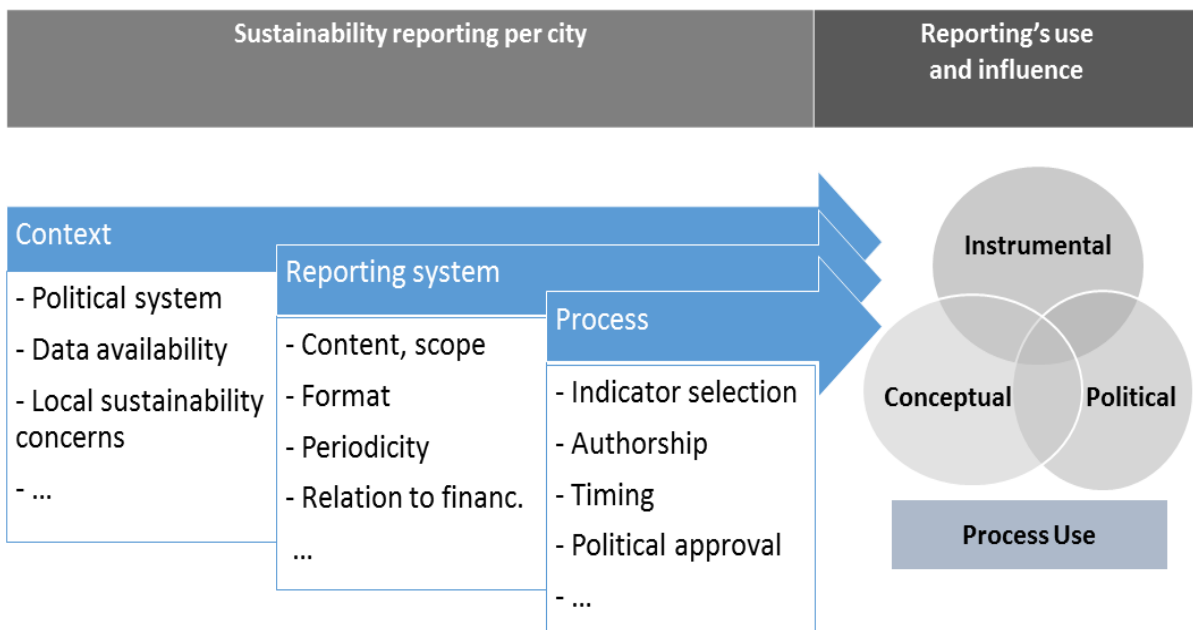 Sustainability reporting per city
Reporting's use
and influence
Context
- Political system
- Data availability
- Local sustainability
concerns
- ...
Reporting system
- Content, scope
- Format
- Periodicity
- Relation to financ.
...
Process
- Indicator selection
- Authorship
- Timing
- Political approval
- ...
Instrumental
Conceptual
Political
Process Use